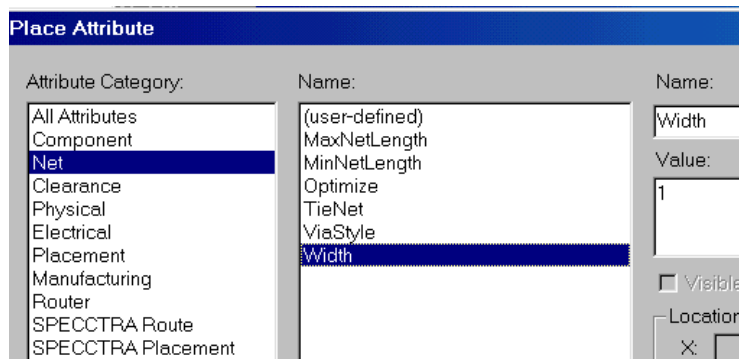 Place Attribute
Attribute Category:
All Attributes
Component
Net
Clearance
Physical
Electrical
Placement
Manufacturing
Router
SPECCTRA Route
SPECCTRA Placement
Name:
(user-defined)
MaxNetLength
MinNetLength
Optimize
TieNet
ViaStyle
Width
Name:
Width
Value:
1
Visible
Location
X: